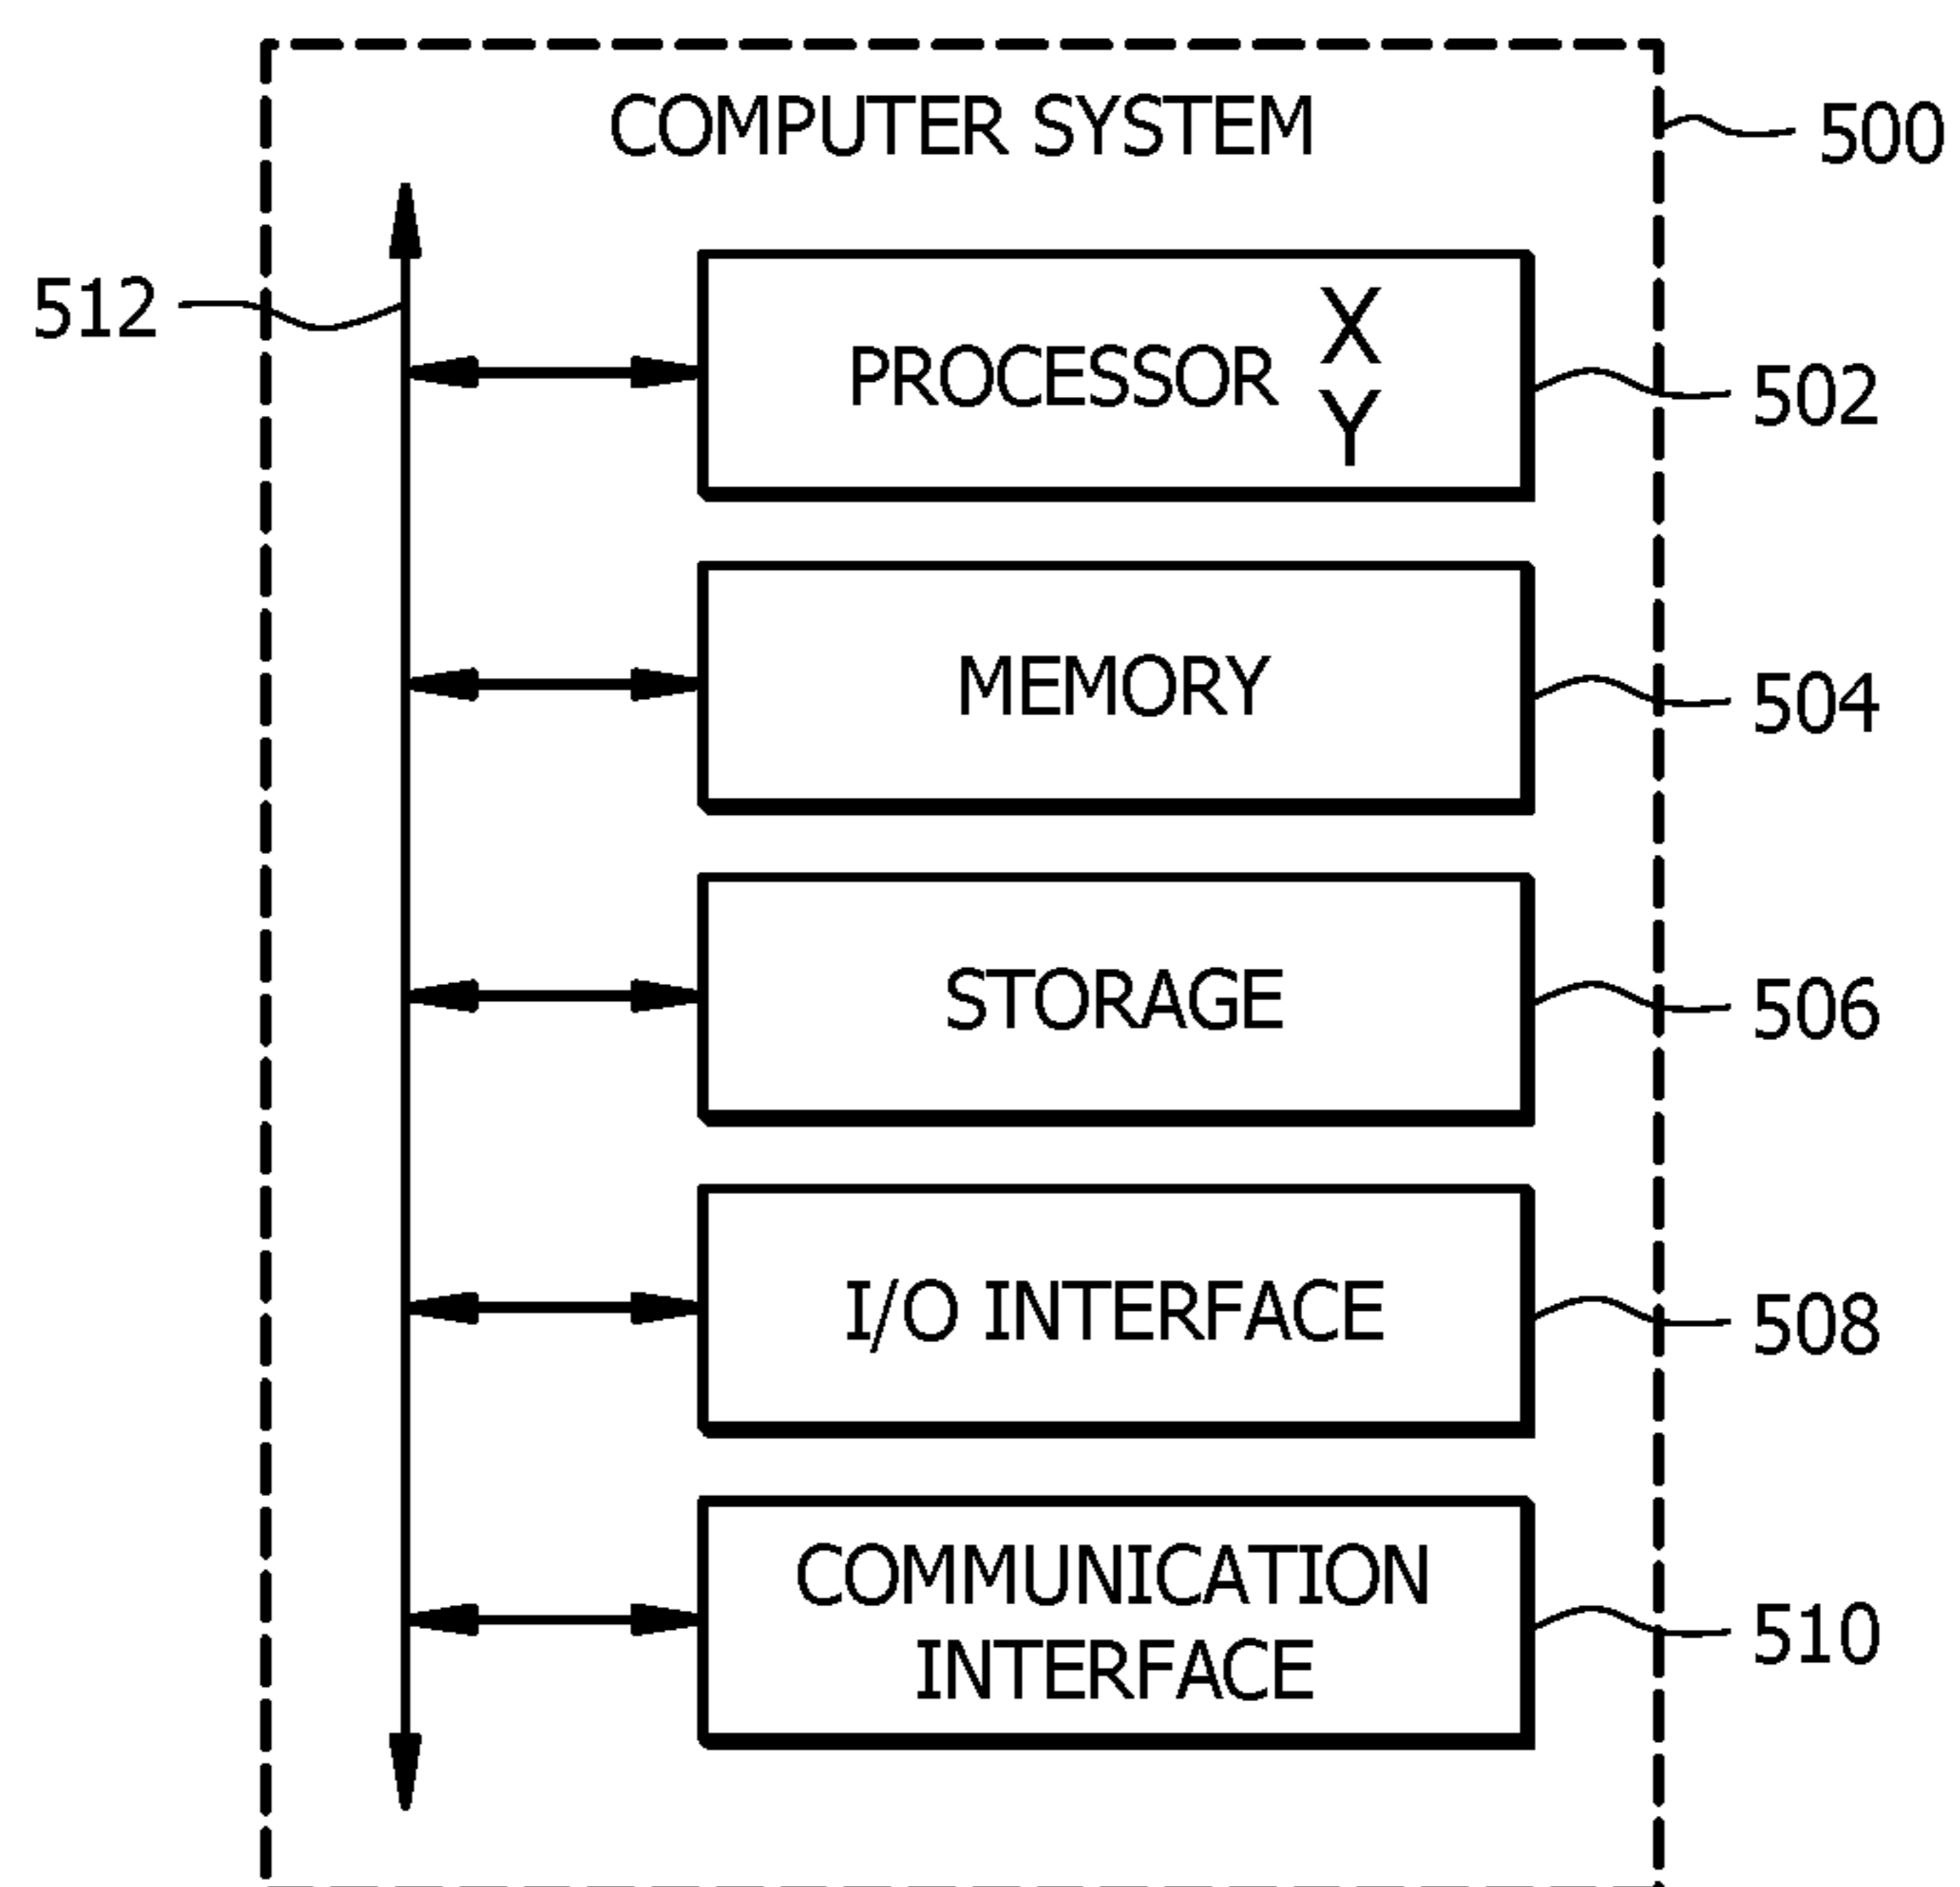 COMPUTER SYSTEM
500
512
PROCESSOR
X
Y
502
MEMORY
504
STORAGE
506
I/O INTERFACE
508
COMMUNICATION
INTERFACE
510